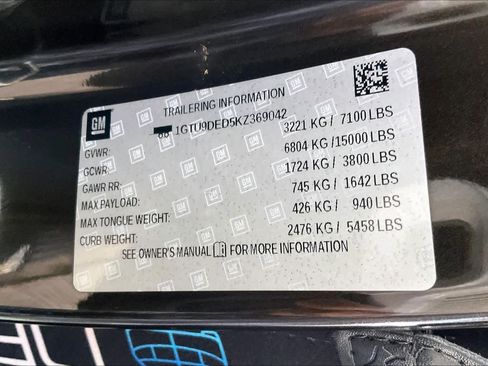 GM
TRAILERING INFORMATION
1GTU9DED5KZ369042
GVWR: 3221 KG / 7100 LBS
GCWR: 6804 KG / 15000 LBS
GAWR RR: 1724 KG / 3800 LBS
MAX PAYLOAD: 745 KG / 1642 LBS
MAX TONGUE WEIGHT: 426 KG / 940 LBS
CURB WEIGHT: 2476 KG / 5458 LBS
SEE OWNER'S MANUAL FOR MORE INFORMATION